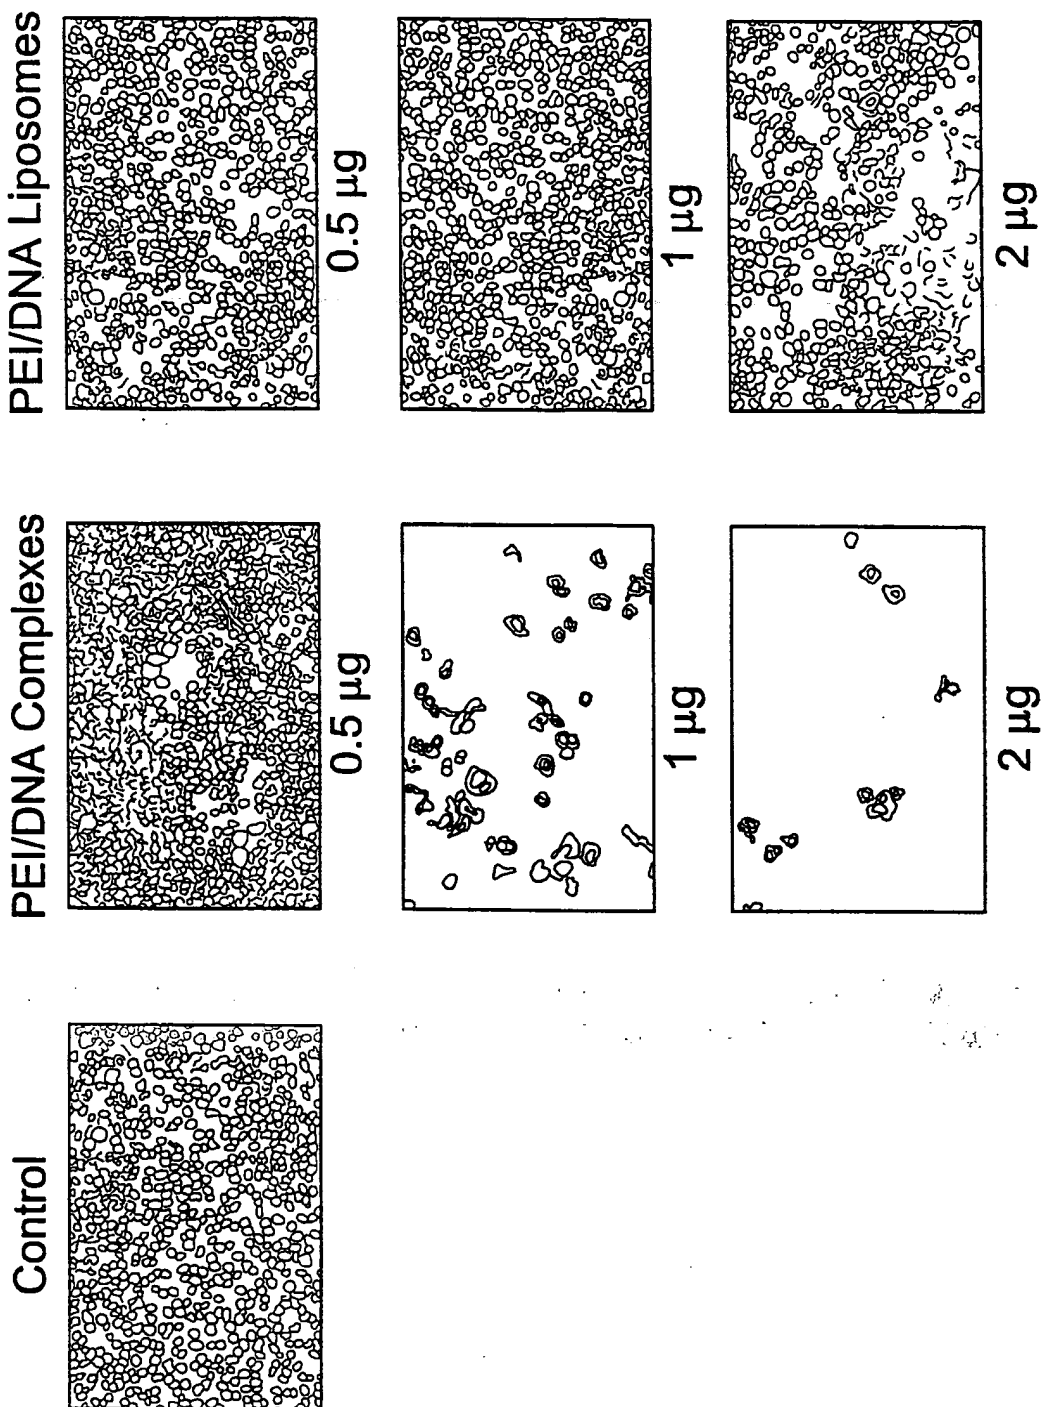 Control
PEI/DNA Complexes
PEI/DNA Liposomes
0.5 µg
0.5 µg
1 µg
1 µg
2 µg
2 µg